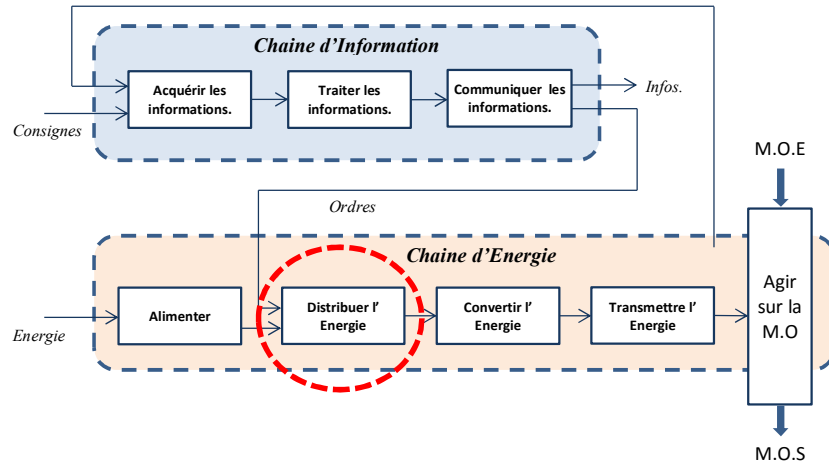 Chaine d’Information
Acquérir les
informations.
Traiter les
informations.
Communiquer les
informations.
Infos.
Consignes
Ordres
M.O.E
Chaine d’Energie
Energie
Alimenter
Distribuer l’
Energie
Convertir l’
Energie
Transmettre l’
Energie
Agir
sur la
M.O
M.O.S